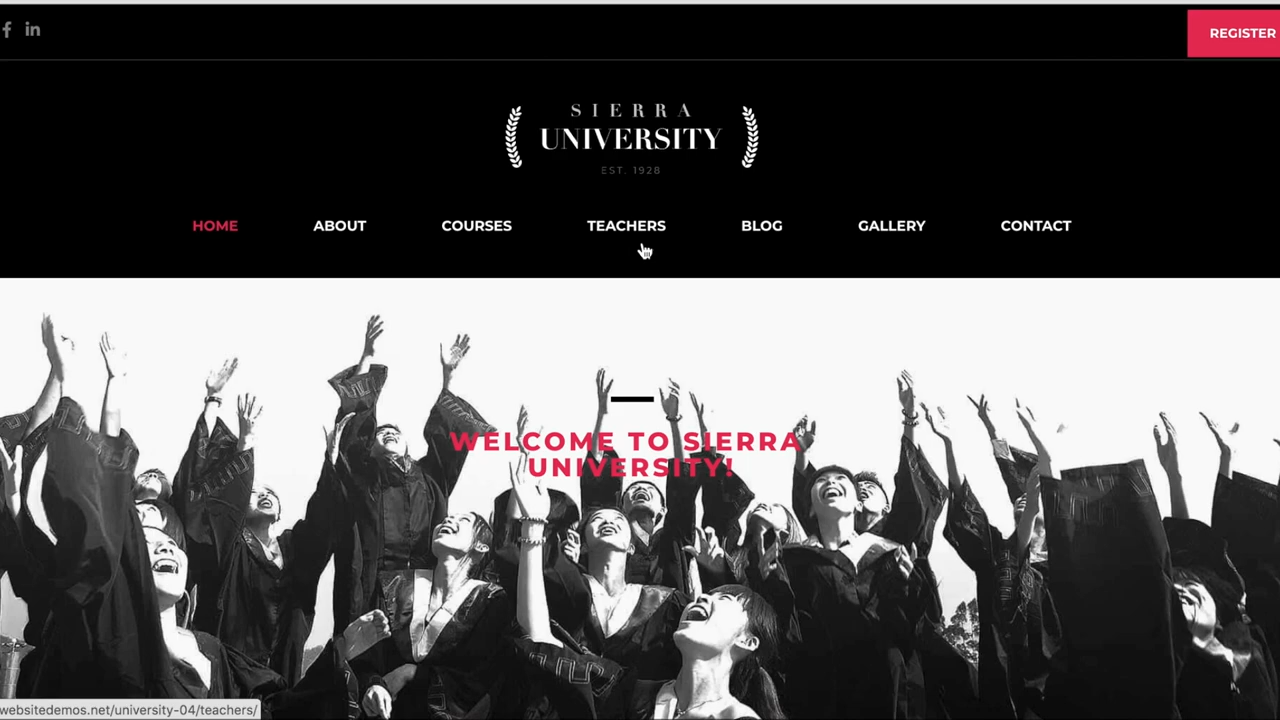 REGISTER
SIERRA
UNIVERSITY
EST. 1928
HOME ABOUT COURSES TEACHERS BLOG GALLERY CONTACT
WELCOME TO SIERRA
UNIVERSITY!
websitedemos.net/university-04/teachers/